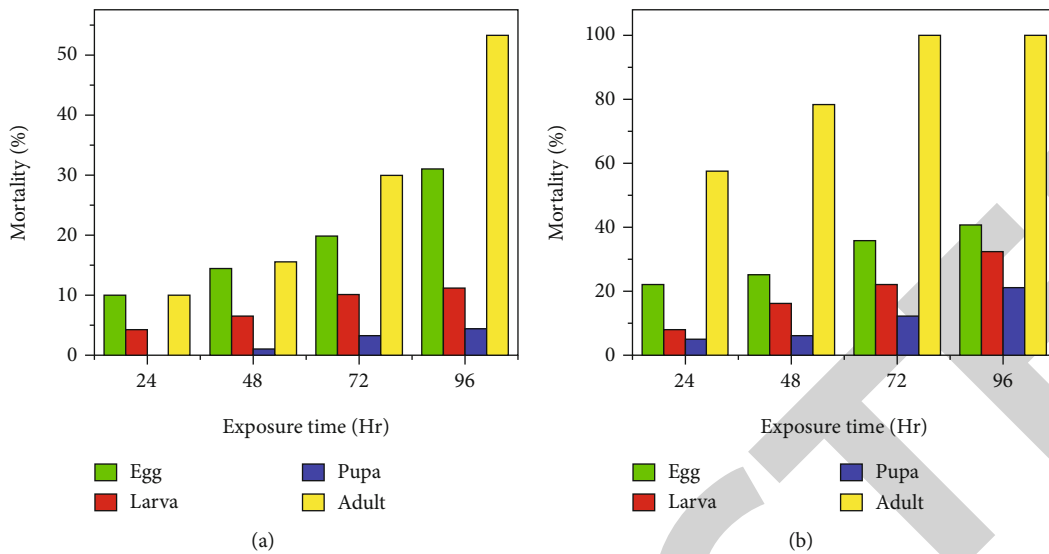 50
40
30
20
10
0
Mortality (%)
24 48 72 96
Exposure time (Hr)
Egg Pupa
Larva Adult
(a)
100
80
60
40
20
0
Mortality (%)
24 48 72 96
Exposure time (Hr)
Egg Pupa
Larva Adult
(b)